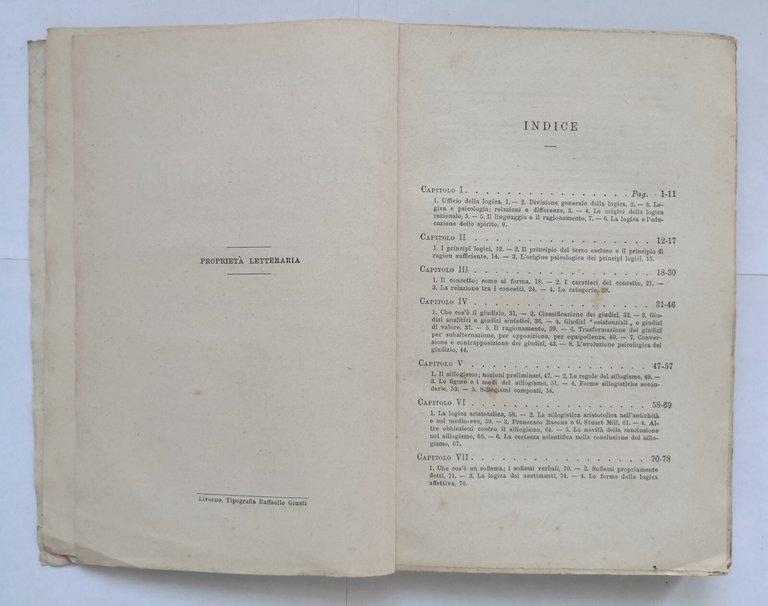 PROPRIETÀ LETTERARIA
Livorno, Tipografia Raffaello Giusti
INDICE
CAPITOLO I. . . . . . . . . . . . . . . . . Pag. 1-11
1. Ufficio della logica, 1. — 2. Divisione generale della logica, 2. — 3. Lo-
gica e psicologia; relazioni e differenze, 3. — 4. Le origini della logica
razionale, 5. — 5. Il linguaggio e il ragionamento, 7. — 6. La logica e l'edu-
cazione dello spirito, 9.
CAPITOLO II . . . . . . . . . . . . . . . . . 12-17
1. I principî logici, 12. — 2. Il principio del terzo escluso e il principio di
ragion sufficiente, 14. — 3. L'origine psicologica dei principî logici, 15.
CAPITOLO III . . . . . . . . . . . . . . . . . 18-30
1. Il concetto; come si forma, 18. — 2. I caratteri del concetto, 21. —
3. La relazione tra i concetti, 24. — 4. Le categorie, 28.
CAPITOLO IV . . . . . . . . . . . . . . . . . 31-46
1. Che cos'è il giudizio, 31. — 2. Classificazione dei giudizî, 33. — 3. Giu-
dizî analitici e giudizî sintetici, 36. — 4. Giudizî "esistenziali„ e giudizî
di valore, 37. — 5. Il ragionamento, 39. — 6. Trasformazione dei giudizî
per subalternazione, per opposizione, per equipollenza, 40. — 7. Conver-
sione e contrapposizione dei giudizî, 43. — 8. L'evoluzione psicologica del
giudizio, 44.
CAPITOLO V . . . . . . . . . . . . . . . . . 47-57
1. Il sillogismo; nozioni preliminari, 47. — 2. Le regole del sillogismo, 49. —
3. Le figure e i modi del sillogismo, 51. — 4. Forme sillogistiche secon-
darie, 53. — 5. Sillogismi composti, 54.
CAPITOLO VI . . . . . . . . . . . . . . . . . 58-69
1. La logica aristotelica, 58. — 2. La sillogistica aristotelica nell'antichità
e nel medio-evo, 59. — 3. Francesco Bacone e G. Stuart Mill, 61. — 4. Al-
tre obbiezioni contro il sillogismo, 64. — 5. La novità della conclusione
nel sillogismo, 66. — 6. La certezza scientifica nella conclusione del sillo-
gismo, 67.
CAPITOLO VII . . . . . . . . . . . . . . . . . 70-78
1. Che cos'è un sofisma; i sofismi verbali, 70. — 2. Sofismi propriamente
detti, 71. — 3. La logica dei sentimenti, 74. — 4. Le forme della logica
affettiva, 76.